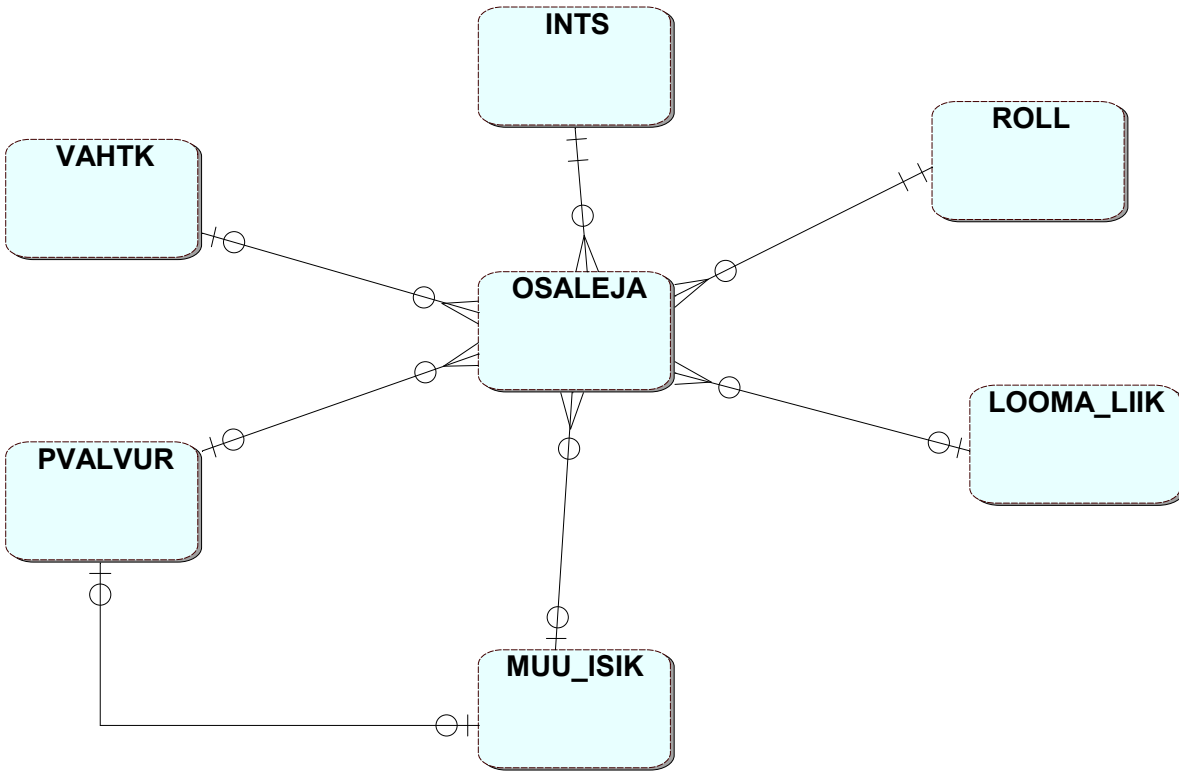 INTS
ROLL
VAHTK
OSALEJA
LOOMA_LIIK
PVALVUR
MUU_ISIK